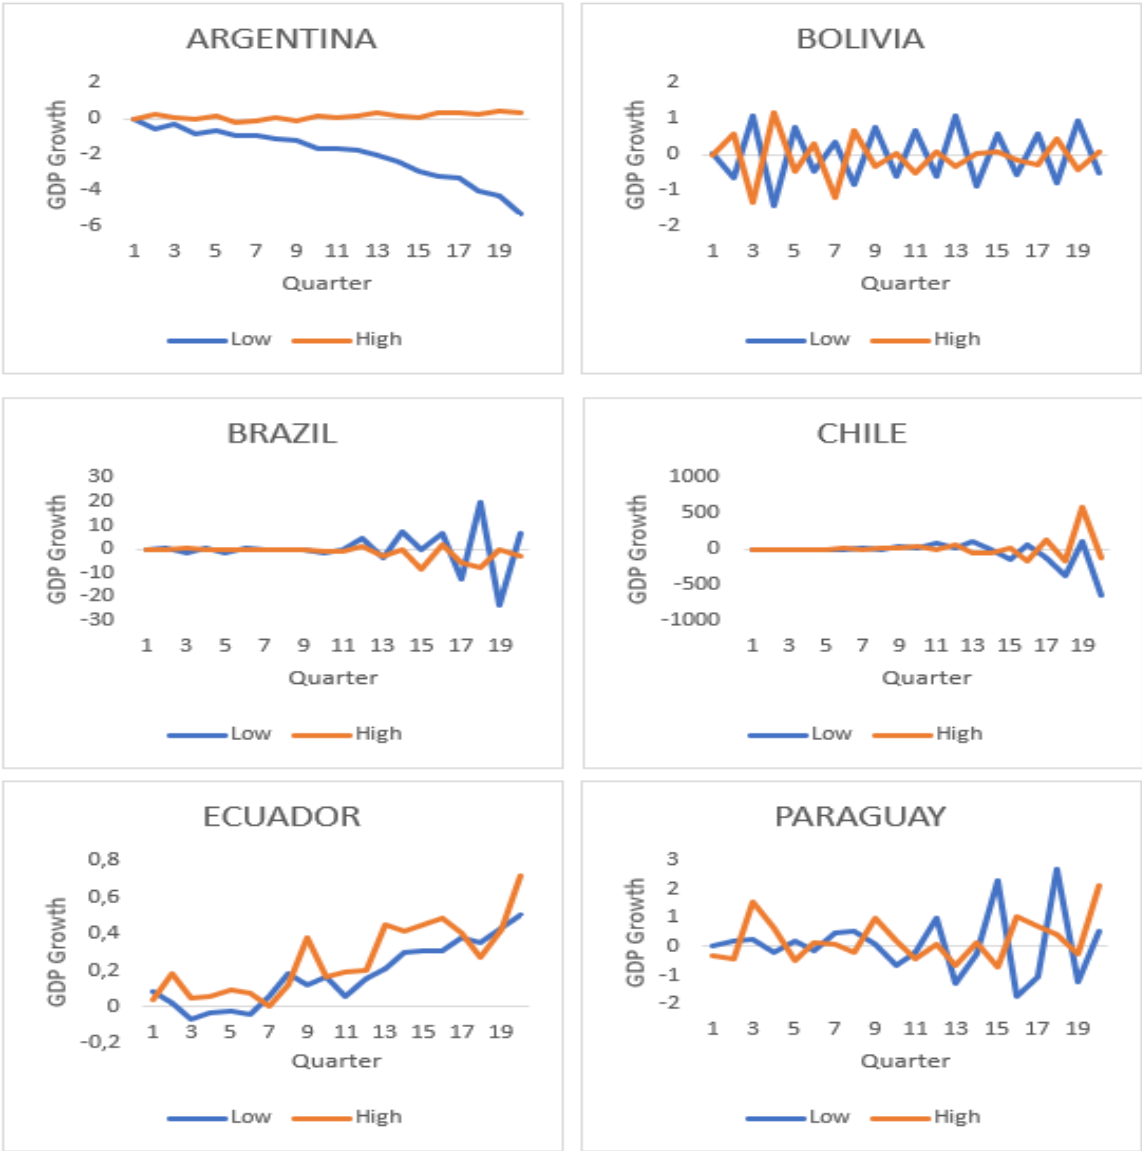 ARGENTINA
GDP Growth
2
0
-2
-4
-6
1 3 5 7 9 11 13 15 17 19
Quarter
Low High
BOLIVIA
GDP Growth
2
1
0
-1
-2
1 3 5 7 9 11 13 15 17 19
Quarter
Low High
BRAZIL
GDP Growth
30
20
10
0
-10
-20
-30
1 3 5 7 9 11 13 15 17 19
Quarter
Low High
CHILE
GDP Growth
1000
500
0
-500
-1000
1 3 5 7 9 11 13 15 17 19
Quarter
Low High
ECUADOR
GDP Growth
0,8
0,6
0,4
0,2
0
-0,2
1 3 5 7 9 11 13 15 17 19
Quarter
Low High
PARAGUAY
GDP Growth
3
2
1
0
-1
-2
1 3 5 7 9 11 13 15 17 19
Quarter
Low High